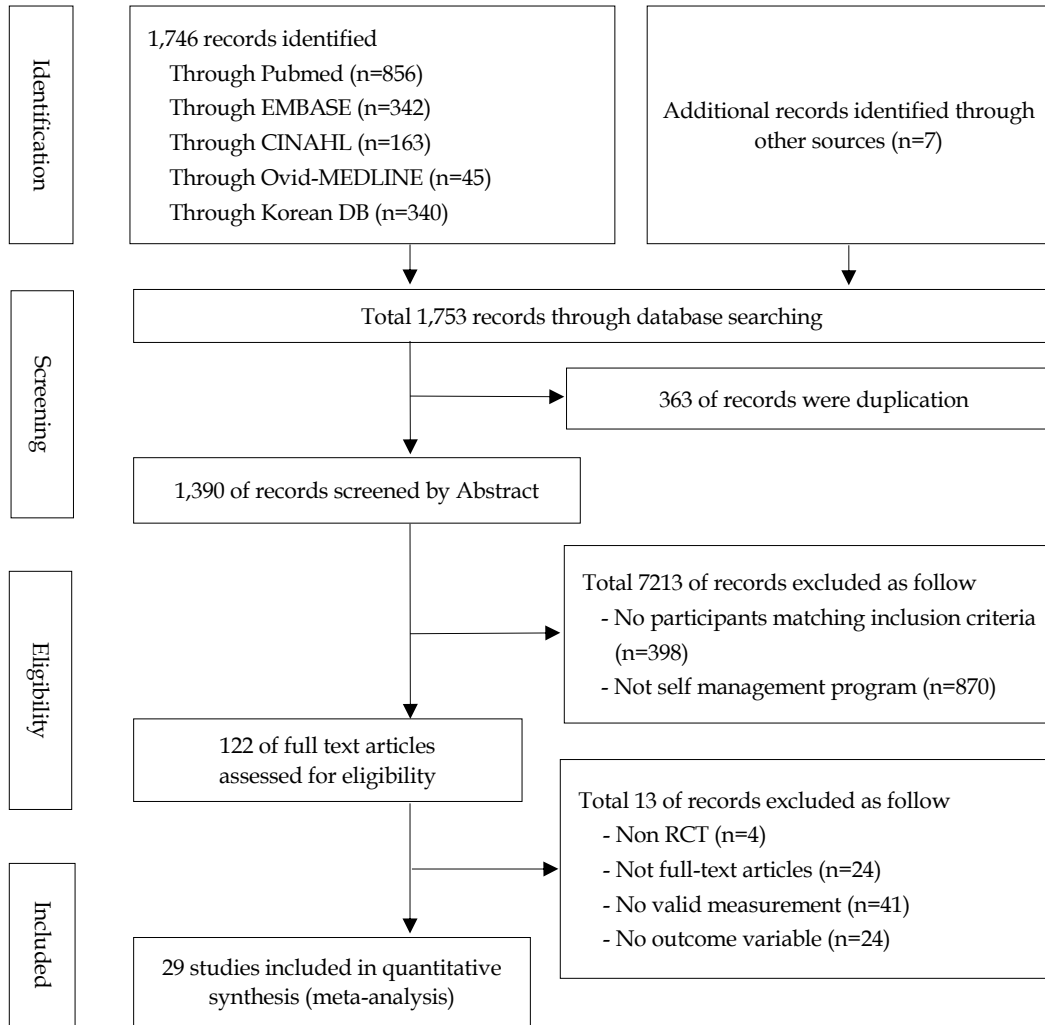 Identification
1,746 records identified
Through Pubmed (n=856)
Through EMBASE (n=342)
Through CINAHL (n=163)
Through Ovid-MEDLINE (n=45)
Through Korean DB (n=340)
Additional records identified through
other sources (n=7)
Screening
Total 1,753 records through database searching
363 of records were duplication
1,390 of records screened by Abstract
Eligibility
Total 7213 of records excluded as follow
- No participants matching inclusion criteria
(n=398)
- Not self management program (n=870)
122 of full text articles
assessed for eligibility
Total 13 of records excluded as follow
- Non RCT (n=4)
- Not full-text articles (n=24)
- No valid measurement (n=41)
- No outcome variable (n=24)
Included
29 studies included in quantitative
synthesis (meta-analysis)